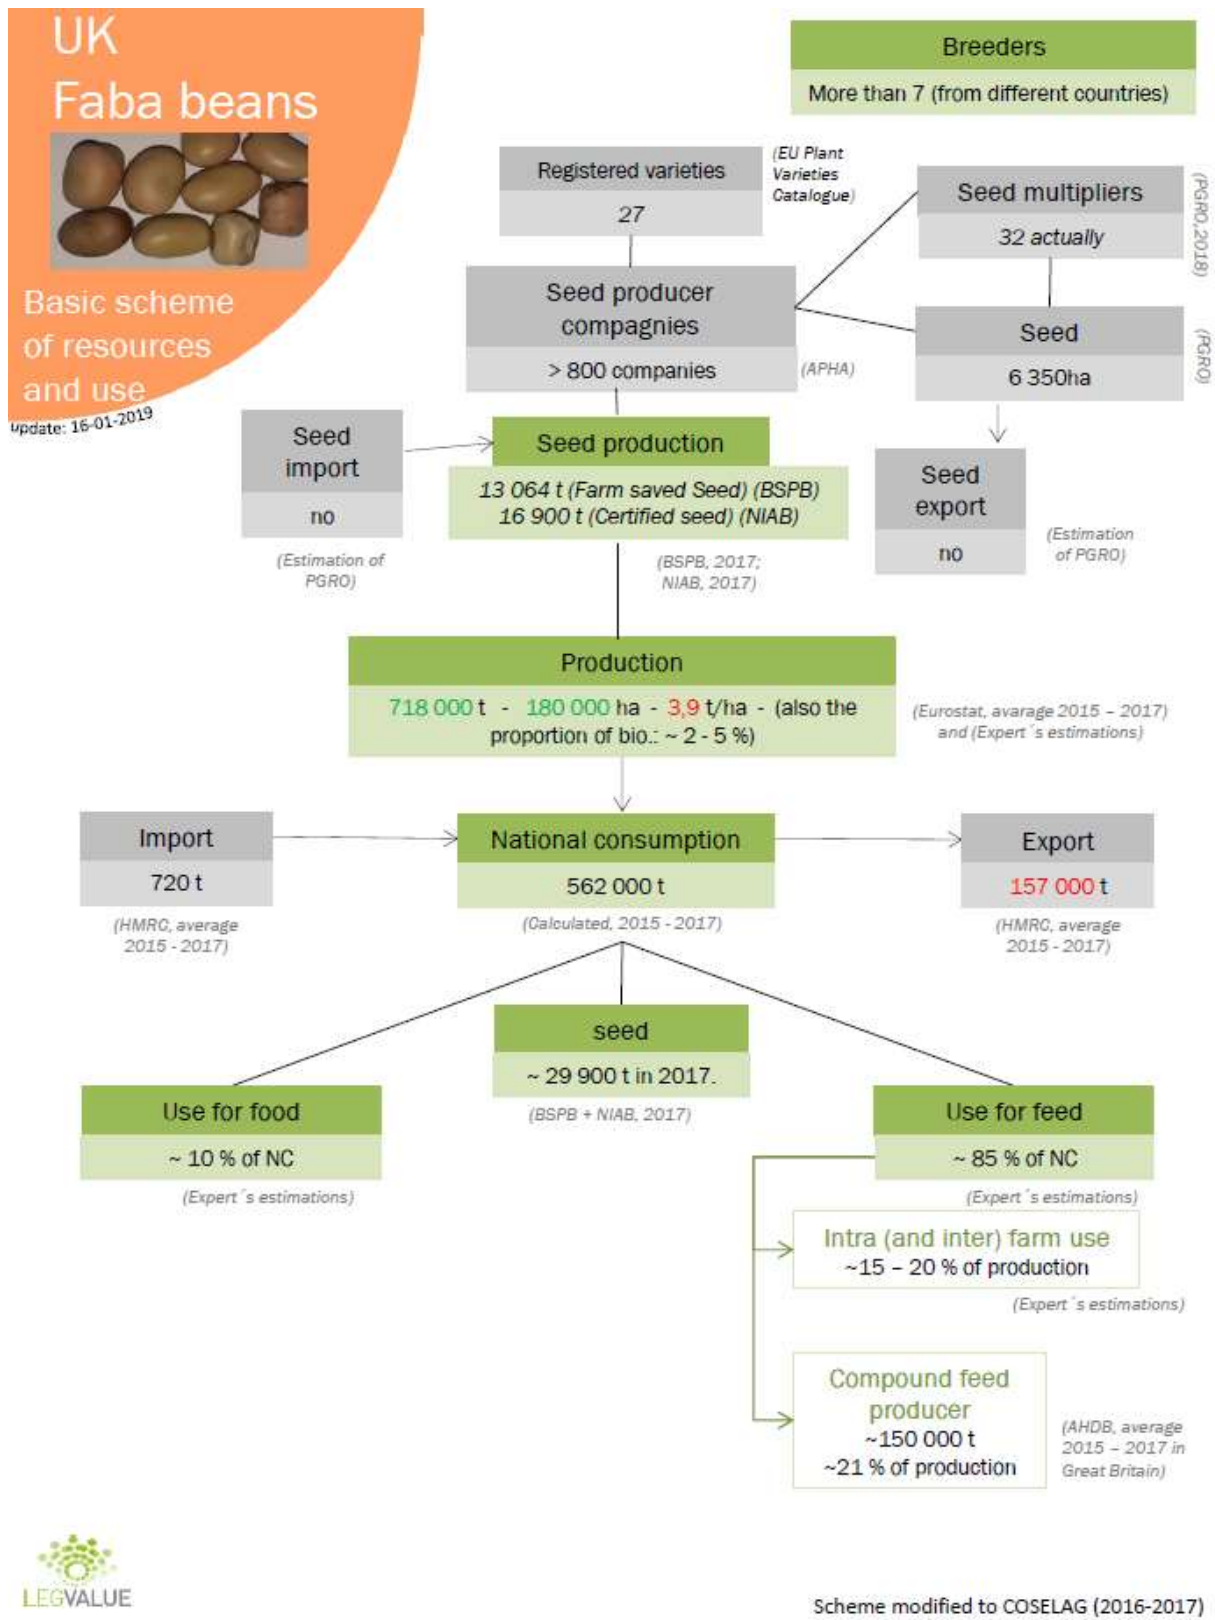 UK
Faba beans
Basic scheme
of resources
and use
update: 16-01-2019
Breeders
More than 7 (from different countries)
Registered varieties
27
(EU Plant
Varieties
Catalogue)
Seed multipliers
32 actually
(PGRO,2018)
Seed producer
compagnies
> 800 companies
(APHA)
Seed
6 350ha
(PGRO)
Seed
import
no
(Estimation of
PGRO)
Seed production
13 064 t (Farm saved Seed) (BSPB)
16 900 t (Certified seed) (NIAB)
(BSPB, 2017;
NIAB, 2017)
Seed
export
no
(Estimation
of PGRO)
Production
718 000 t - 180 000 ha - 3,9 t/ha - (also the
proportion of bio.: ~ 2 - 5 %)
(Eurostat, avarage 2015 – 2017)
and (Expert´s estimations)
Import
720 t
(HMRC, average
2015 - 2017)
National consumption
562 000 t
(Calculated, 2015 - 2017)
Export
157 000 t
(HMRC, average
2015 - 2017)
seed
~ 29 900 t in 2017.
(BSPB + NIAB, 2017)
Use for food
~ 10 % of NC
(Expert´s estimations)
Use for feed
~ 85 % of NC
(Expert´s estimations)
Intra (and inter) farm use
~15 – 20 % of production
(Expert´s estimations)
Compound feed
producer
~150 000 t
~21 % of production
(AHDB, average
2015 – 2017 in
Great Britain)
LEGVALUE
Scheme modified to COSELAG (2016-2017)